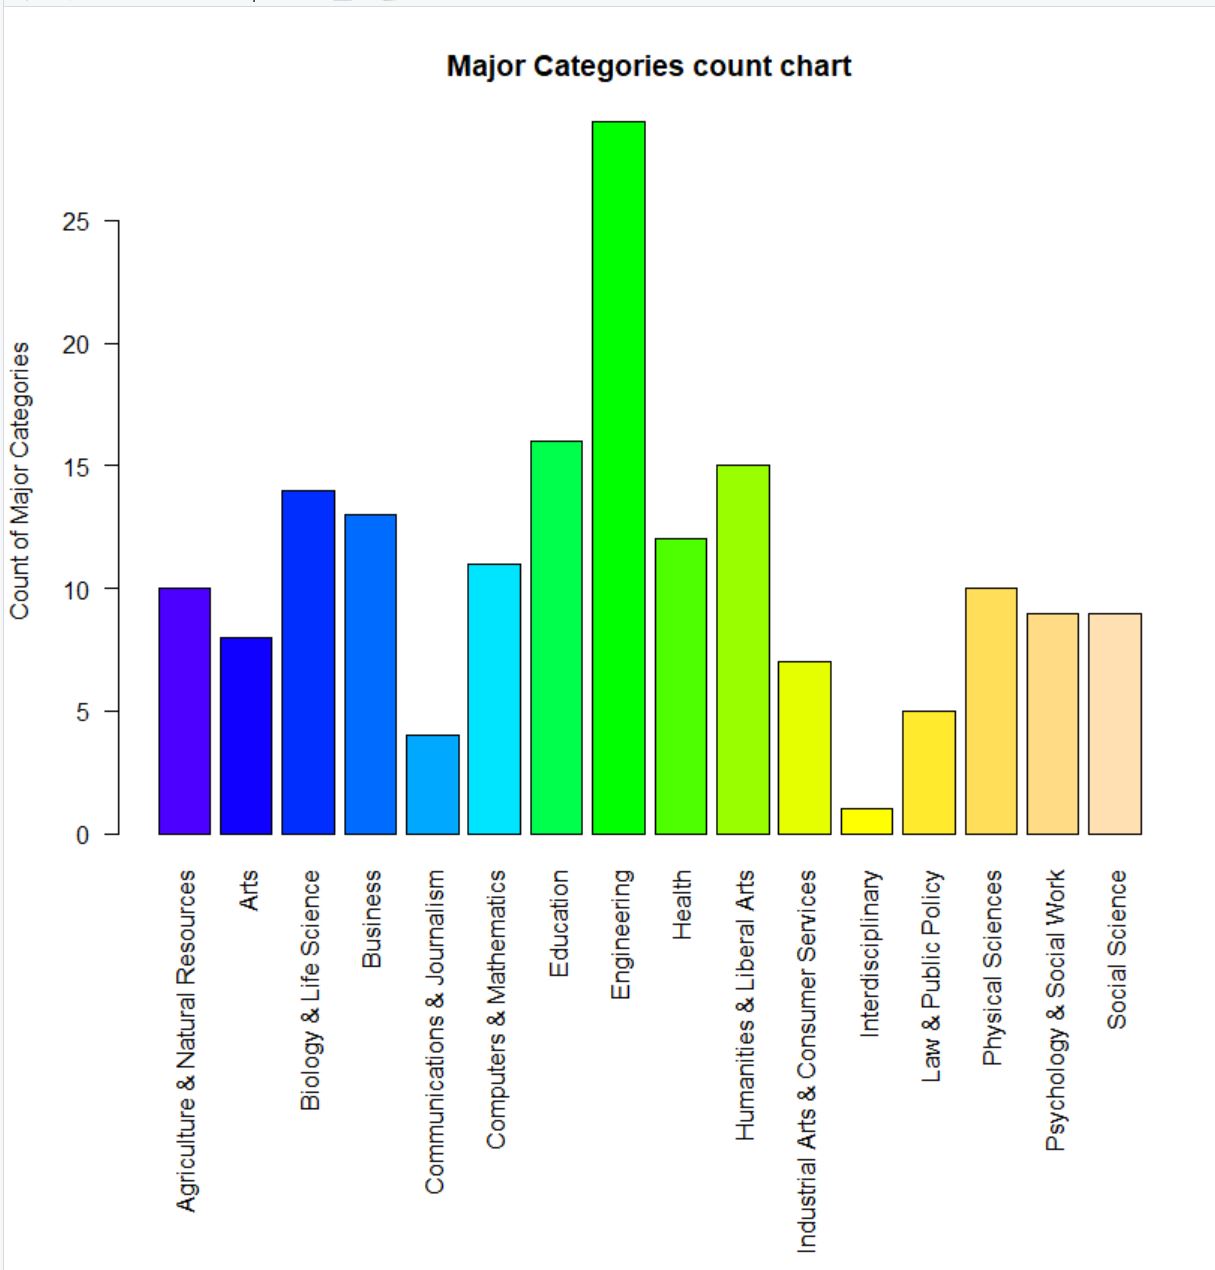 Major Categories count chart
Count of Major Categories
25
20
15
10
5
0
Agriculture & Natural Resources
Arts
Biology & Life Science
Business
Communications & Journalism
Computers & Mathematics
Education
Engineering
Health
Humanities & Liberal Arts
Industrial Arts & Consumer Services
Interdisciplinary
Law & Public Policy
Physical Sciences
Psychology & Social Work
Social Science